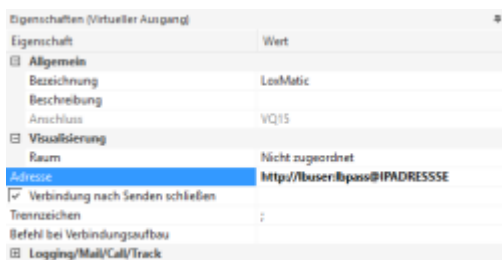 Eigenschaften (Virtueller Ausgang)
Eigenschaft Wert
Allgemein
Bezeichnung LoxMatic
Beschreibung
Anschluss VQ15
Visualisierung
Raum Nicht zugeordnet
Adresse http://lbuser:lbpass@IPADRESSSE
Verbindung nach Senden schließen
Trennzeichen ;
Befehl bei Verbindungsaufbau
Logging/Mail/Call/Track